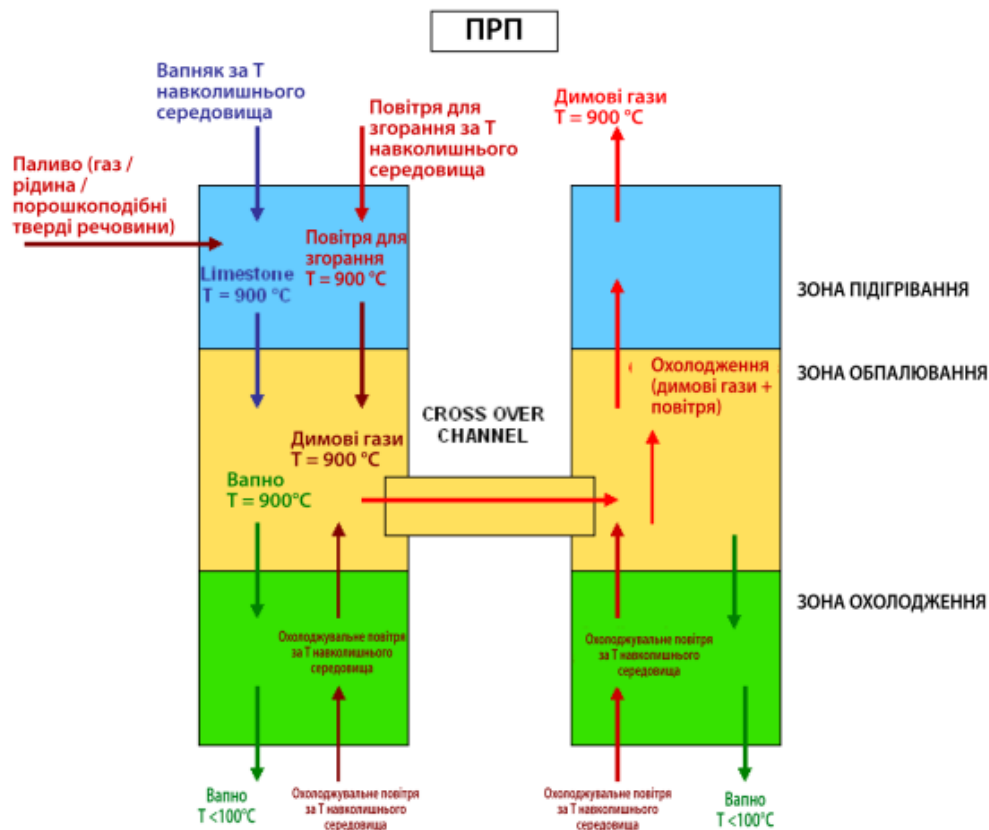 ПРП
Вапняк за Т
навколишнього
середовища
Повітря для
згорання за Т
навколишнього
середовища
Димові гази
Т = 900 °С
Паливо (газ /
рідина /
порошкоподібні
тверді речовини)
Повітря для
згорання
Т = 900 °С
Limestone
T = 900 °C
ЗОНА ПІДІГРІВАННЯ
ЗОНА ОБПАЛЮВАННЯ
Охолодження
(димові гази +
повітря)
CROSS OVER
CHANNEL
Димові гази
Т = 900 °С
Вапно
Т = 900°С
ЗОНА ОХОЛОДЖЕННЯ
Охолоджувальне повітря
за Т навколишнього
середовища
Охолоджувальне повітря
за Т навколишнього
середовища
Вапно
Т <100°С
Охолоджувальне повітря
за Т навколишнього
середовища
Охолоджувальне повітря
за Т навколишнього
середовища
Вапно
Т <100°С